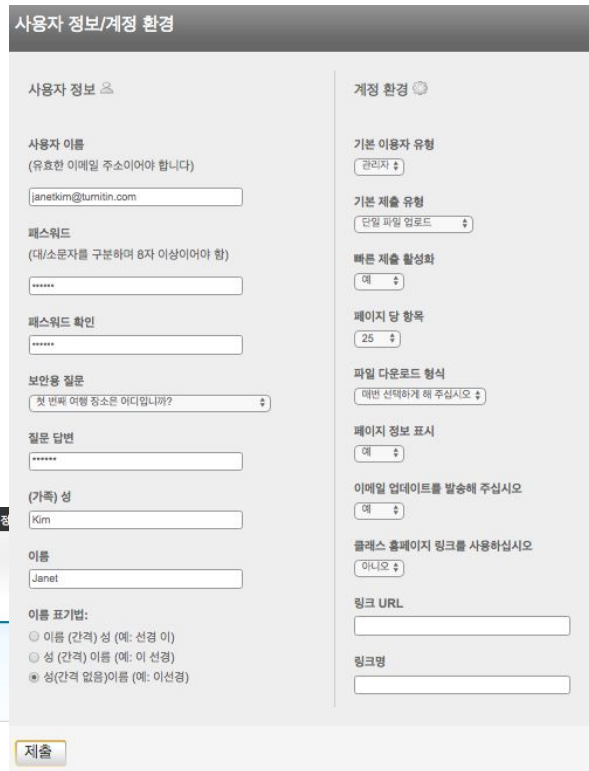 사용자 정보/계정 환경
사용자 정보
사용자 이름
(유효한 이메일 주소이어야 합니다)
janetkim@turnitin.com
패스워드
(대/소문자를 구분하며 8자 이상이어야 함)
••••••
패스워드 확인
••••••
보안용 질문
첫 번째 여행 장소은 어디입니까?
질문 답변
••••••
(가족) 성
Kim
이름
Janet
이름 표기법:
이름 (간격) 성 (예: 선경 이)
성 (간격) 이름 (예: 이 선경)
성(간격 없음)이름 (예: 이선경)
계정 환경
기본 이용자 유형
관리자
기본 제출 유형
단일 파일 업로드
빠른 제출 활성화
예
페이지 당 항목
25
파일 다운로드 형식
매번 선택하게 해 주십시오
페이지 정보 표시
예
이메일 업데이트를 발송해 주십시오
예
클래스 홈페이지 링크를 사용하십시오
아니오
링크 URL
링크명
제출